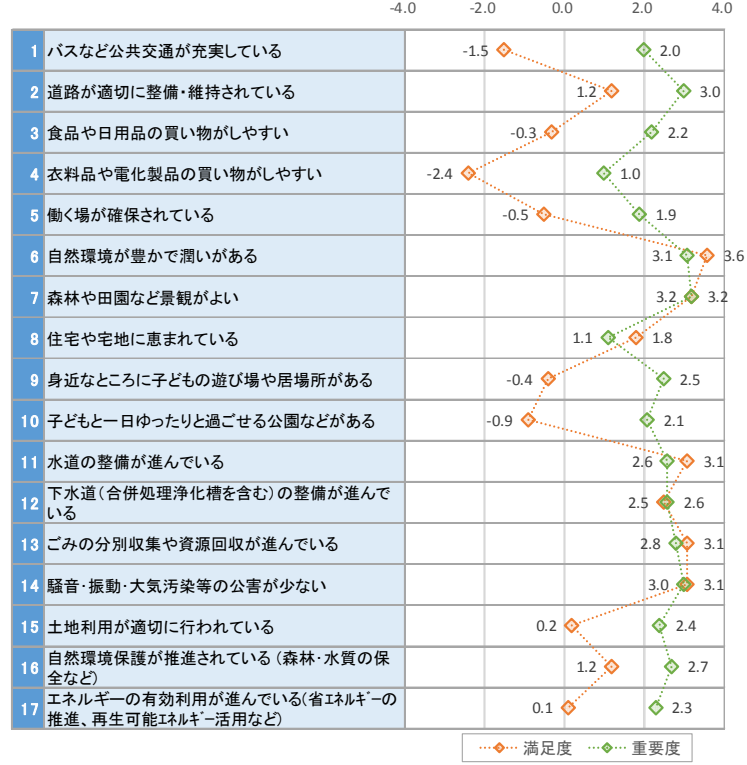 -4.0 -2.0 0.0 2.0 4.0
1 バスなど公共交通が充実している -1.5 2.0
2 道路が適切に整備・維持されている 1.2 3.0
3 食品や日用品の買い物がしやすい -0.3 2.2
4 衣料品や電化製品の買い物がしやすい -2.4 1.0
5 働く場が確保されている -0.5 1.9
6 自然環境が豊かで潤いがある 3.1 3.6
7 森林や田園など景観がよい 3.2 3.2
8 住宅や宅地に恵まれている 1.1 1.8
9 身近なところに子どもの遊び場や居場所がある -0.4 2.5
10 子どもと一日ゆったりと過ごせる公園などがある -0.9 2.1
11 水道の整備が進んでいる 2.6 3.1
12 下水道(合併処理浄化槽を含む)の整備が進んで
いる 2.5 2.6
13 ごみの分別収集や資源回収が進んでいる 2.8 3.1
14 騒音・振動・大気汚染等の公害が少ない 3.0 3.1
15 土地利用が適切に行われている 0.2 2.4
16 自然環境保護が推進されている (森林・水質の保
全など) 1.2 2.7
17 エネルギーの有効利用が進んでいる(省エネルギーの
推進、再生可能エネルギー活用など) 0.1 2.3
満足度 重要度